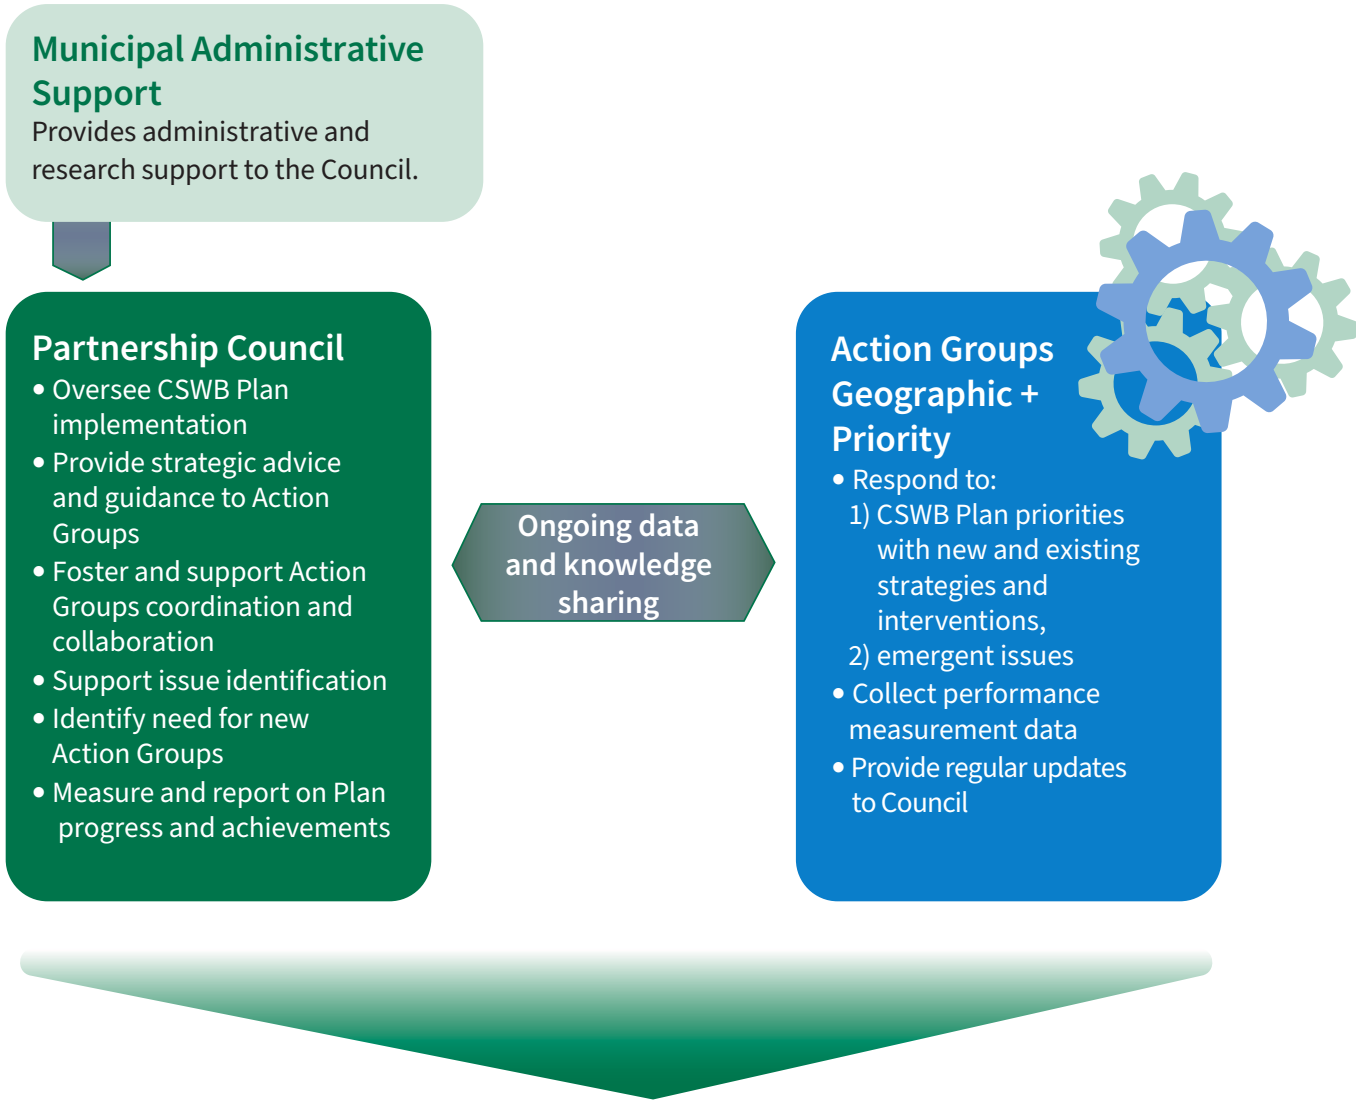 Municipal Administrative
Support
Provides administrative and
research support to the Council.
Partnership Council
• Oversee CSWB Plan
implementation
• Provide strategic advice
and guidance to Action
Groups
• Foster and support Action
Groups coordination and
collaboration
• Support issue identification
• Identify need for new
Action Groups
• Measure and report on Plan
progress and achievements
Ongoing data
and knowledge
sharing
Action Groups
Geographic +
Priority
• Respond to:
1) CSWB Plan priorities
with new and existing
strategies and
interventions,
2) emergent issues
• Collect performance
measurement data
• Provide regular updates
to Council